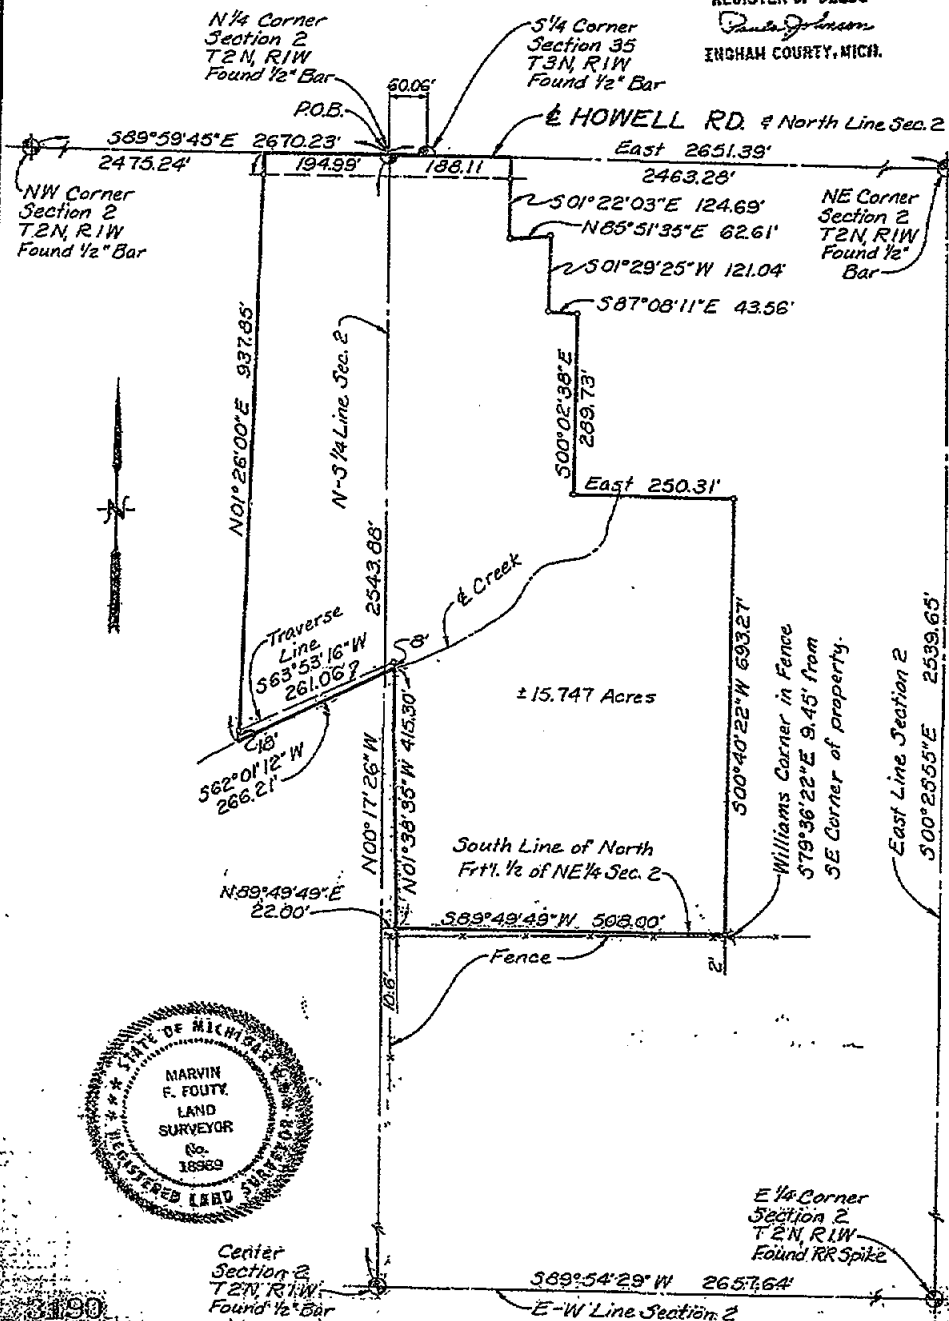 Paula Johnson
INGHAM COUNTY, MICH.
N 1/4 Corner
Section 2
T2N, R1W
Found 1/2" Bar
S 1/4 Corner
Section 35
T3N, R1W
Found 1/2" Bar
60.06'
P.O.B.
℄ HOWELL RD. & North Line Sec. 2
S89°59'45"E 2670.23'
2475.24'
194.99'
188.11
East 2651.39'
2463.28'
NW Corner
Section 2
T.2N, R1W
Found 1/2" Bar
S01°22'03"E 124.69'
N85°51'35"E 62.61'
S01°29'25"W 121.04'
S87°08'11"E 43.56'
NE Corner
Section 2
T2N, R1W
Found 1/2"
Bar
N01°26'00"E 937.85'
N-S 1/4 Line Sec. 2
S00°02'38"E
289.73'
N
East 250.31'
2543.88'
℄ Creek
Traverse
Line
S63°53'16"W
261.06'?
8'
18'
S62°01'12"W
266.21'
N00°17'26"W
N01°38'35"W 415.30'
±15.747 Acres
S00°40'22"W 693.27'
Williams Corner in Fence
S79°36'22"E 9.45' from
SE Corner of property.
East Line Section 2
S00°25'55"E 2539.65'
South Line of North
Frt'l. 1/2 of NE 1/4 Sec. 2
N89°49'49"E
22.00'
S89°49'49"W 508.00'
Fence
10.6'
2'
STATE OF MICHIGAN
MARVIN
F. FOUTY
LAND
SURVEYOR
No.
18969
REGISTERED LAND SURVEYOR
E 1/4 Corner
Section 2
T2N, R1W
Found RR Spike
Center
Section 2
T2N, R1W
Found 1/2" Bar
S89°54'29"W 2657.64'
E-W Line Section 2